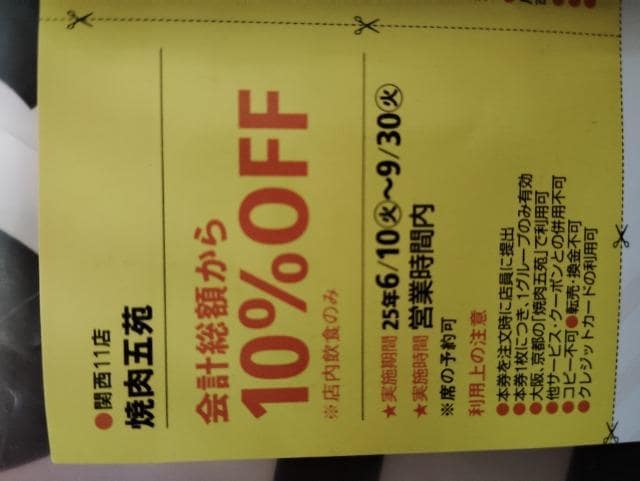 ●関西11店
焼肉五苑
会計総額から
10%OFF
※店内飲食のみ
★実施期間 25年6/10㊋〜9/30㊋
★実施時間 営業時間内
※席の予約可
利用上の注意
●本券を注文時に店員に提出
●本券1枚につき、1グループのみ有効
●大阪、京都の「焼肉五苑」で利用可
●他サービス・クーポンとの併用不可
●コピー不可●転売・換金不可
●クレジットカードの利用可